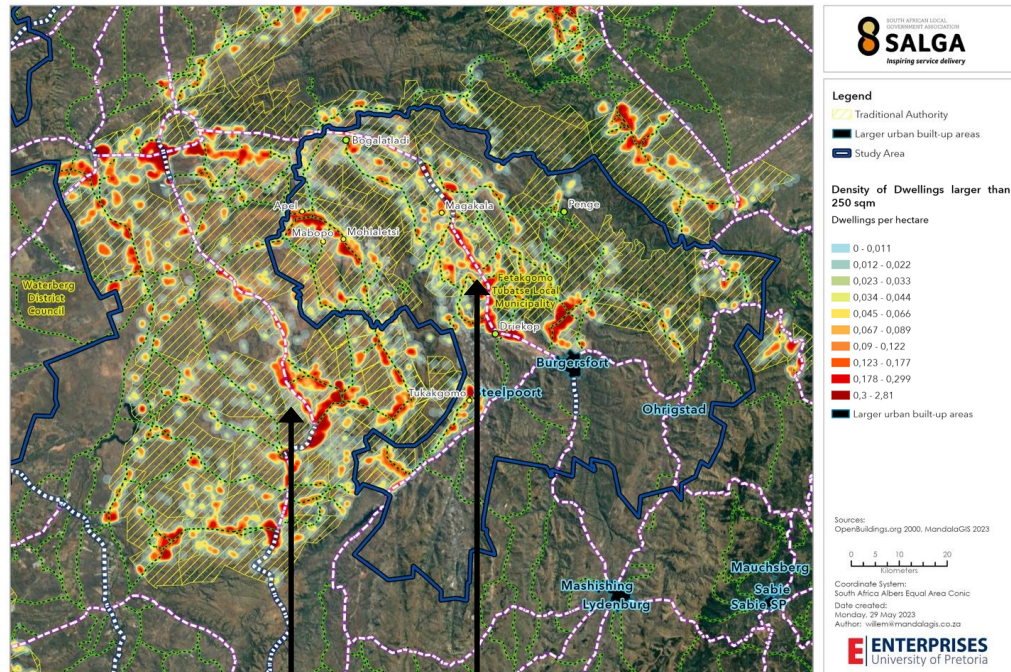 Bogalatladi
Apel
Mabopo
Mohlaletsi
Magakala
Penge
Waterberg
District
Council
Fetakgomo
Tubatse Local
Municipality
Driekop
Burgersfort
Tukakgomo
Steelpoort
Ohrigstad
Mashishing
Lydenburg
Mauchsberg
Sabie
Sabie SP
SOUTH AFRICAN LOCAL
GOVERNMENT ASSOCIATION
SALGA
Inspiring service delivery
Legend
Traditional Authority
Larger urban built-up areas
Study Area
Density of Dwellings larger than
250 sqm
Dwellings per hectare
0 - 0,011
0,012 - 0,022
0,023 - 0,033
0,034 - 0,044
0,045 - 0,066
0,067 - 0,089
0,09 - 0,122
0,123 - 0,177
0,178 - 0,299
0,3 - 2,81
Larger urban built-up areas
Sources:
OpenBuildings.org 2000, MandalaGIS 2023
0 5 10 20
Kilometers
Coordinate System:
South Africa Albers Equal Area Conic
Date created:
Monday, 29 May 2023
Author: willem@mandalagis.co.za
E ENTERPRISES
University of Pretoria